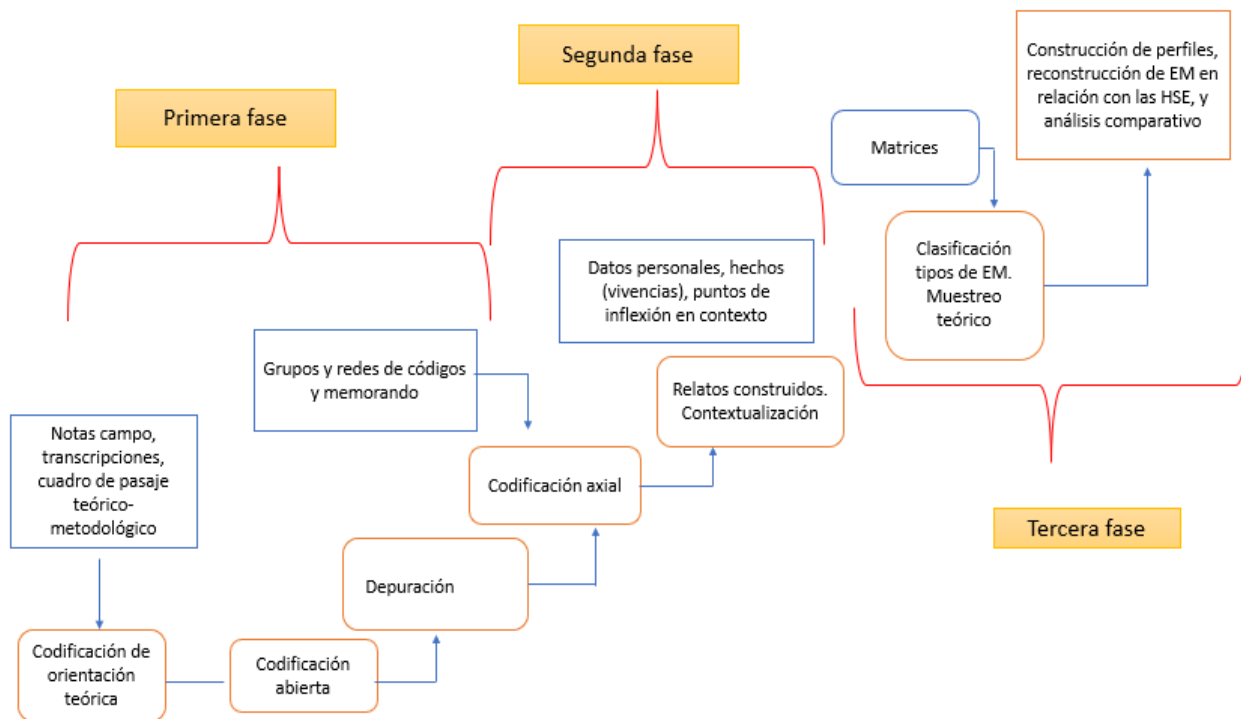 Primera fase
Segunda fase
Construcción de perfiles,
reconstrucción de EM en
relación con las HSE, y
análisis comparativo
Matrices
Clasificación
tipos de EM.
Muestreo
teórico
Datos personales, hechos
(vivencias), puntos de
inflexión en contexto
Grupos y redes de códigos
y memorando
Relatos construidos.
Contextualización
Notas campo,
transcripciones,
cuadro de pasaje
teórico-
metodológico
Codificación axial
Tercera fase
Depuración
Codificación de
orientación
teórica
Codificación
abierta